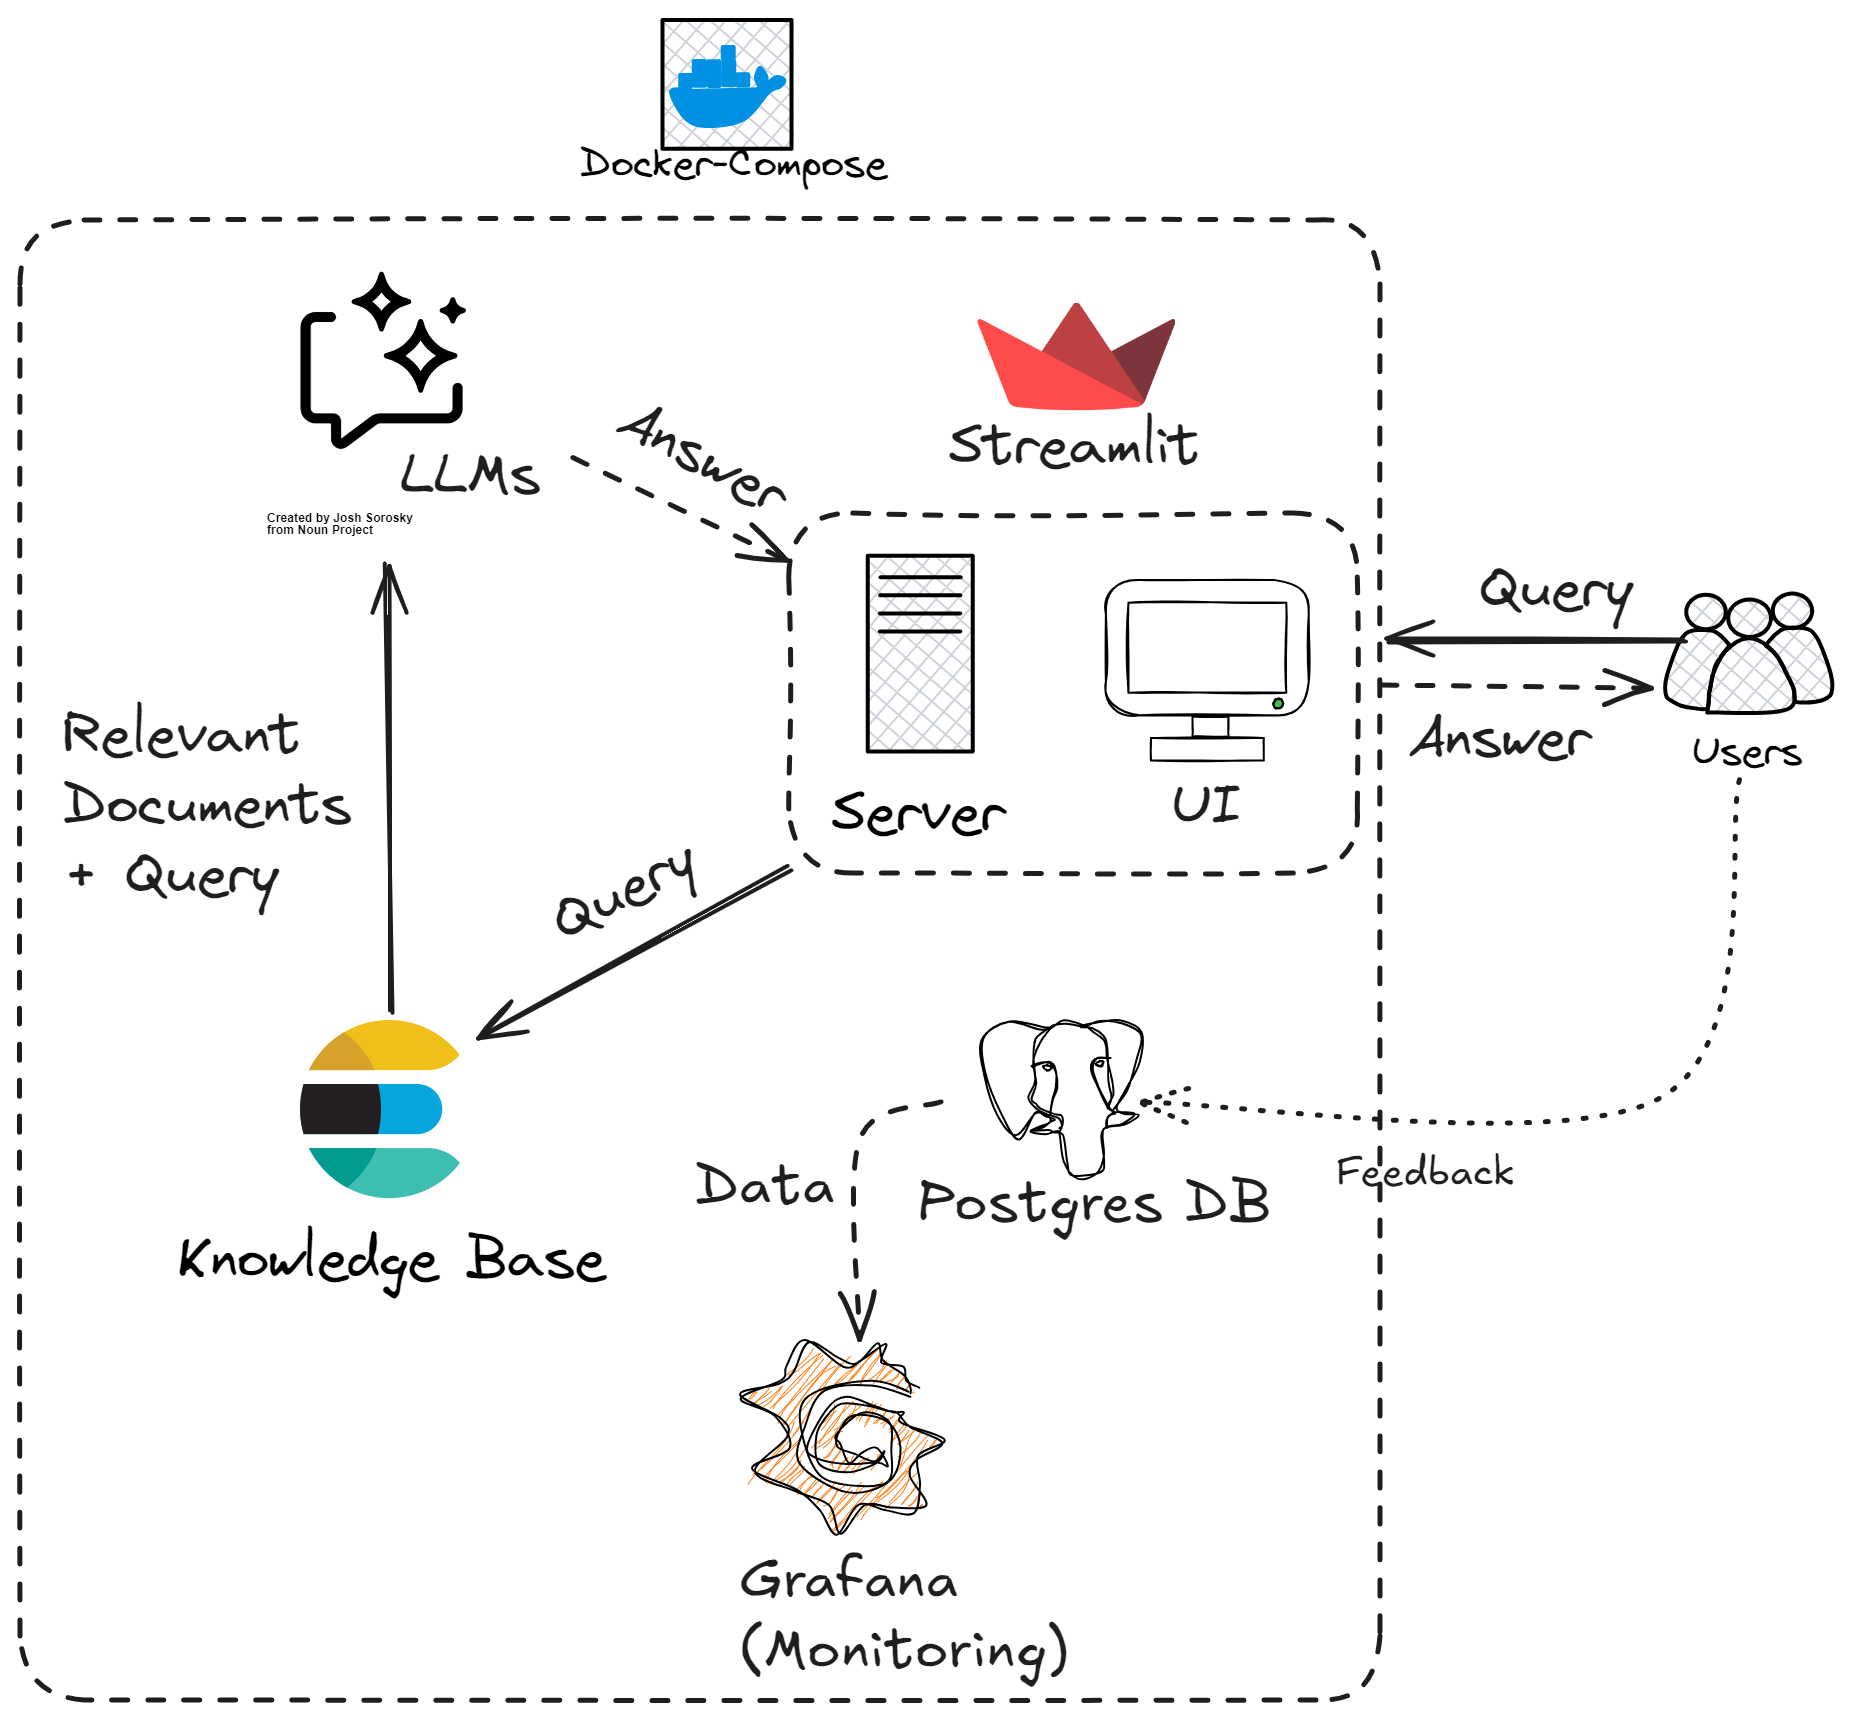 Docker-Compose
LLMs
Created by Josh Sorosky
from Noun Project
Answer
Streamlit
Server
UI
Query
Answer
Users
Relevant
Documents
+ Query
Query
Knowledge Base
Data
Postgres DB
Feedback
Grafana
(Monitoring)